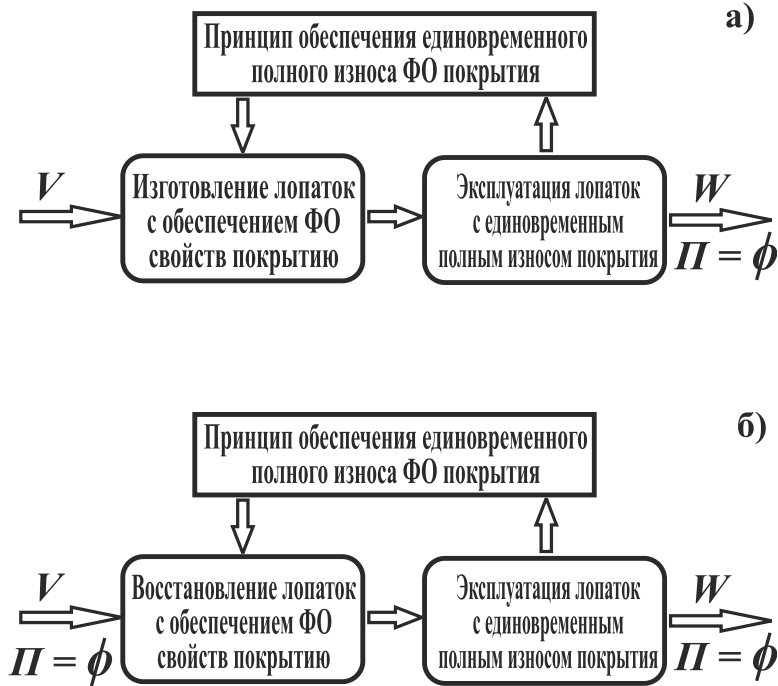 а)
Принцип обеспечения единовременного
полного износа ФО покрытия
V
Изготовление лопаток
с обеспечением ФО
свойств покрытию
Эксплуатация лопаток
с единовременным
полным износом покрытия
W
П = ϕ
б)
Принцип обеспечения единовременного
полного износа ФО покрытия
V
П = ϕ
Восстановление лопаток
с обеспечением ФО
свойств покрытию
Эксплуатация лопаток
с единовременным
полным износом покрытия
W
П = ϕ